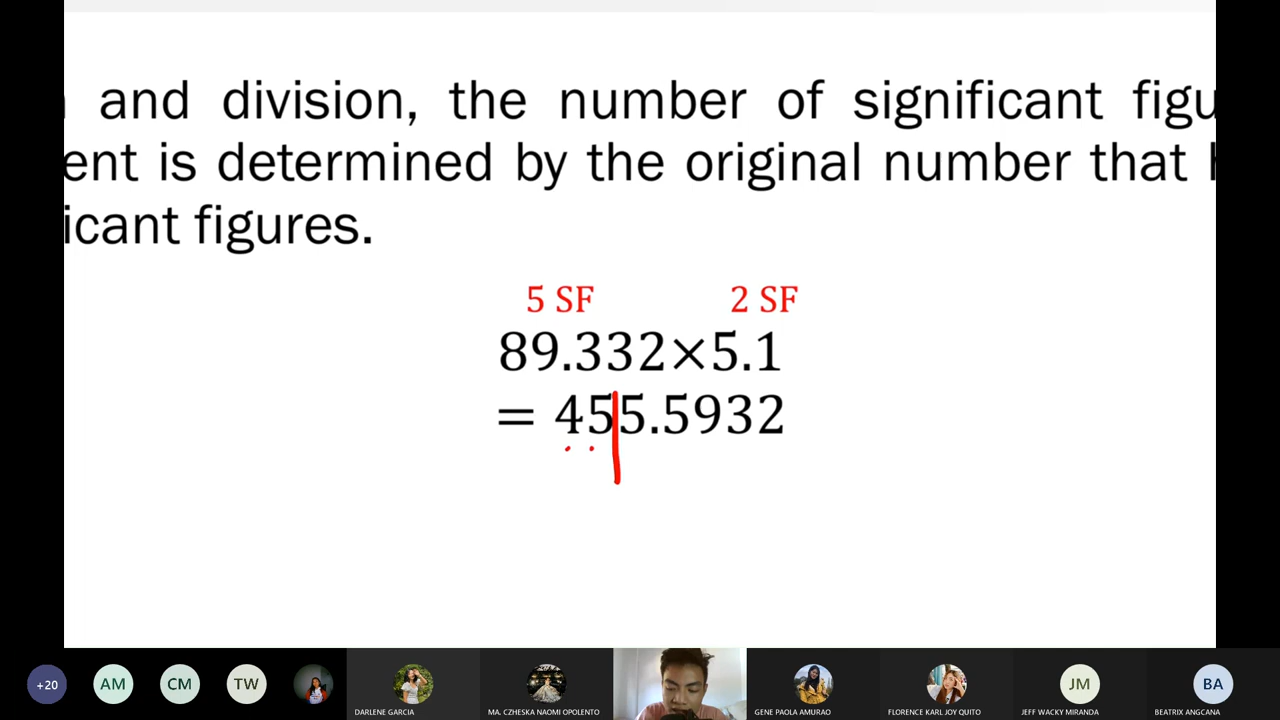 and division, the number of significant figu
ent is determined by the original number that
icant figures.
5 SF 2 SF
89.332×5.1
= 455.5932
+20 AM CM TW DARLENE GARCIA MA. CZHESKA NAOMI OPOLENTO GENE PAOLA AMURAO FLORENCE KARL JOY QUITO JM JEFF WACKY MIRANDA BA BEATRIX ANGCANA